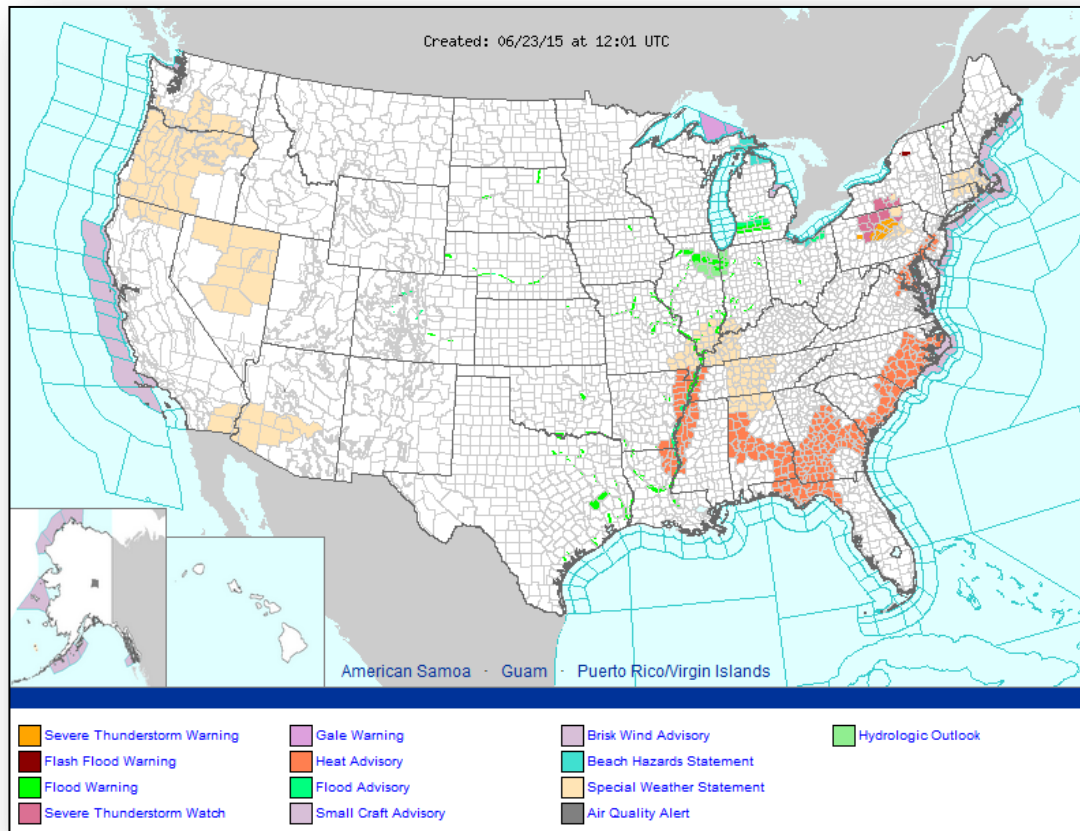 Created: 06/23/15 at 12:01 UTC
American Samoa · Guam · Puerto Rico/Virgin Islands
Severe Thunderstorm Warning
Flash Flood Warning
Flood Warning
Severe Thunderstorm Watch
Gale Warning
Heat Advisory
Flood Advisory
Small Craft Advisory
Brisk Wind Advisory
Beach Hazards Statement
Special Weather Statement
Air Quality Alert
Hydrologic Outlook